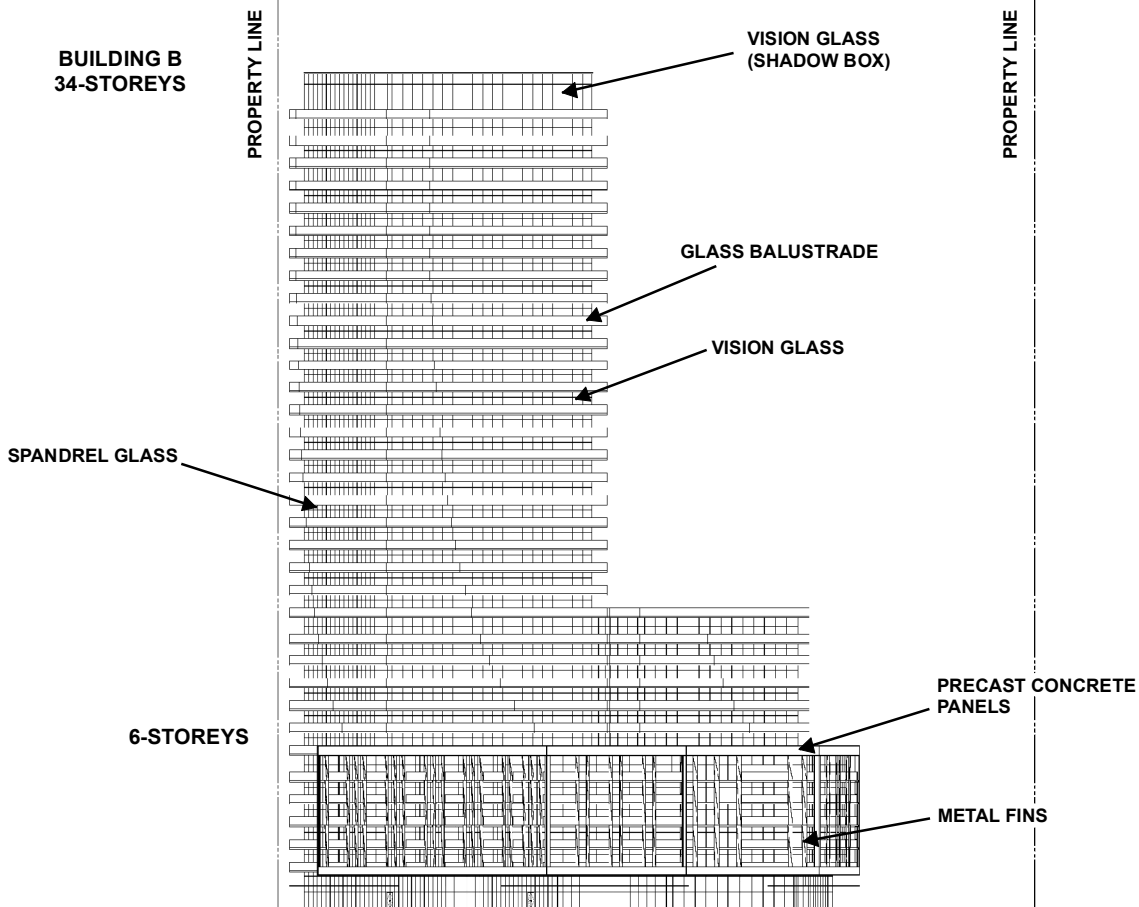 BUILDING B
34-STOREYS
PROPERTY LINE
VISION GLASS
(SHADOW BOX)
PROPERTY LINE
GLASS BALUSTRADE
VISION GLASS
SPANDREL GLASS
PRECAST CONCRETE
PANELS
6-STOREYS
METAL FINS